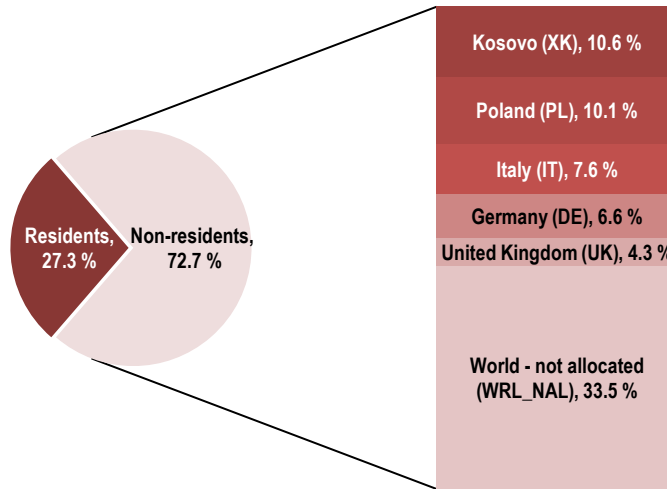 Kosovo (XK), 10.6 %
Poland (PL), 10.1 %
Italy (IT), 7.6 %
Germany (DE), 6.6 %
United Kingdom (UK), 4.3 %
World - not allocated
(WRL_NAL), 33.5 %
Residents,
27.3 %
Non-residents,
72.7 %